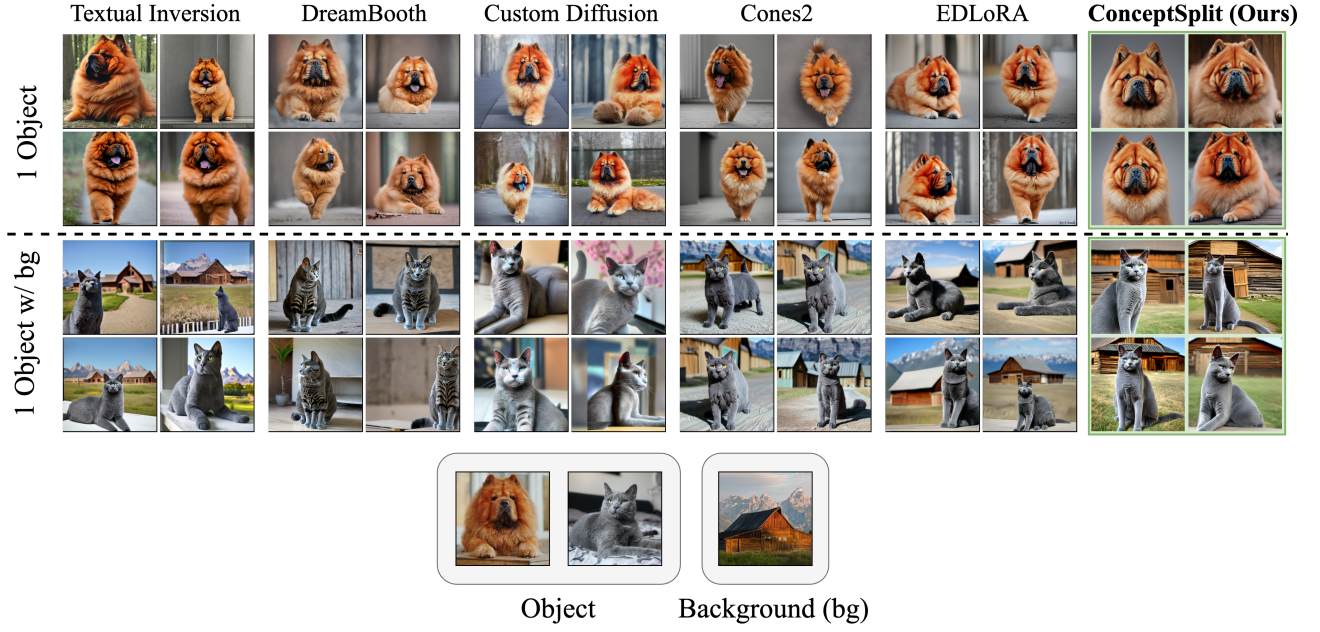 Textual Inversion DreamBooth Custom Diffusion Cones2 EDLoRA ConceptSplit (Ours)
1 Object
1 Object w/ bg
Object Background (bg)